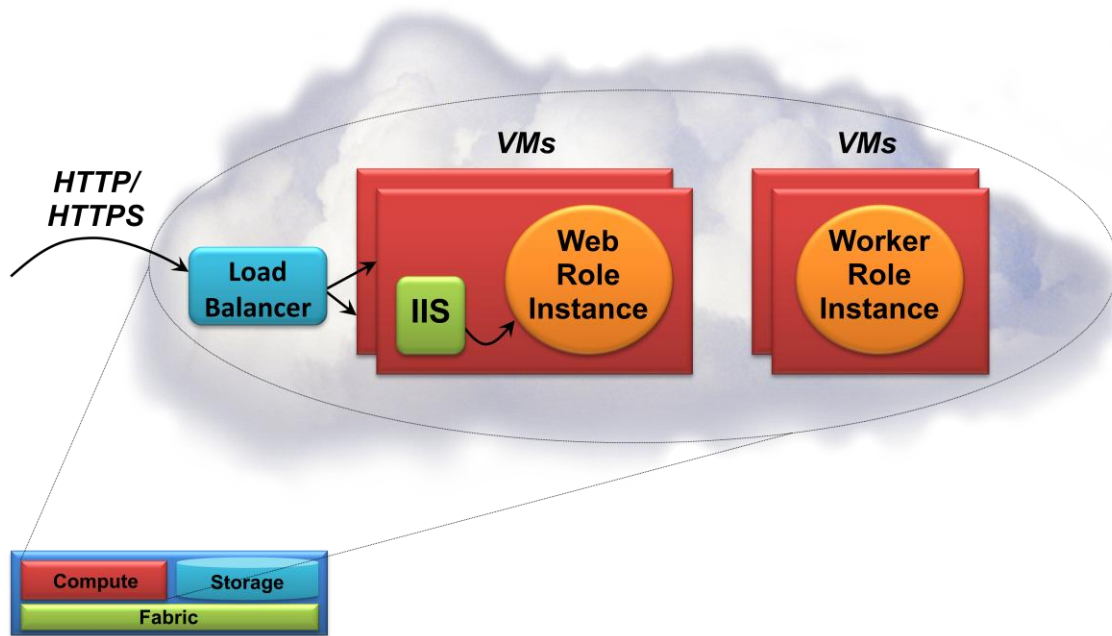 VMs
VMs
HTTP/
HTTPS
Load
Balancer
IIS
Web
Role
Instance
Worker
Role
Instance
Compute
Storage
Fabric